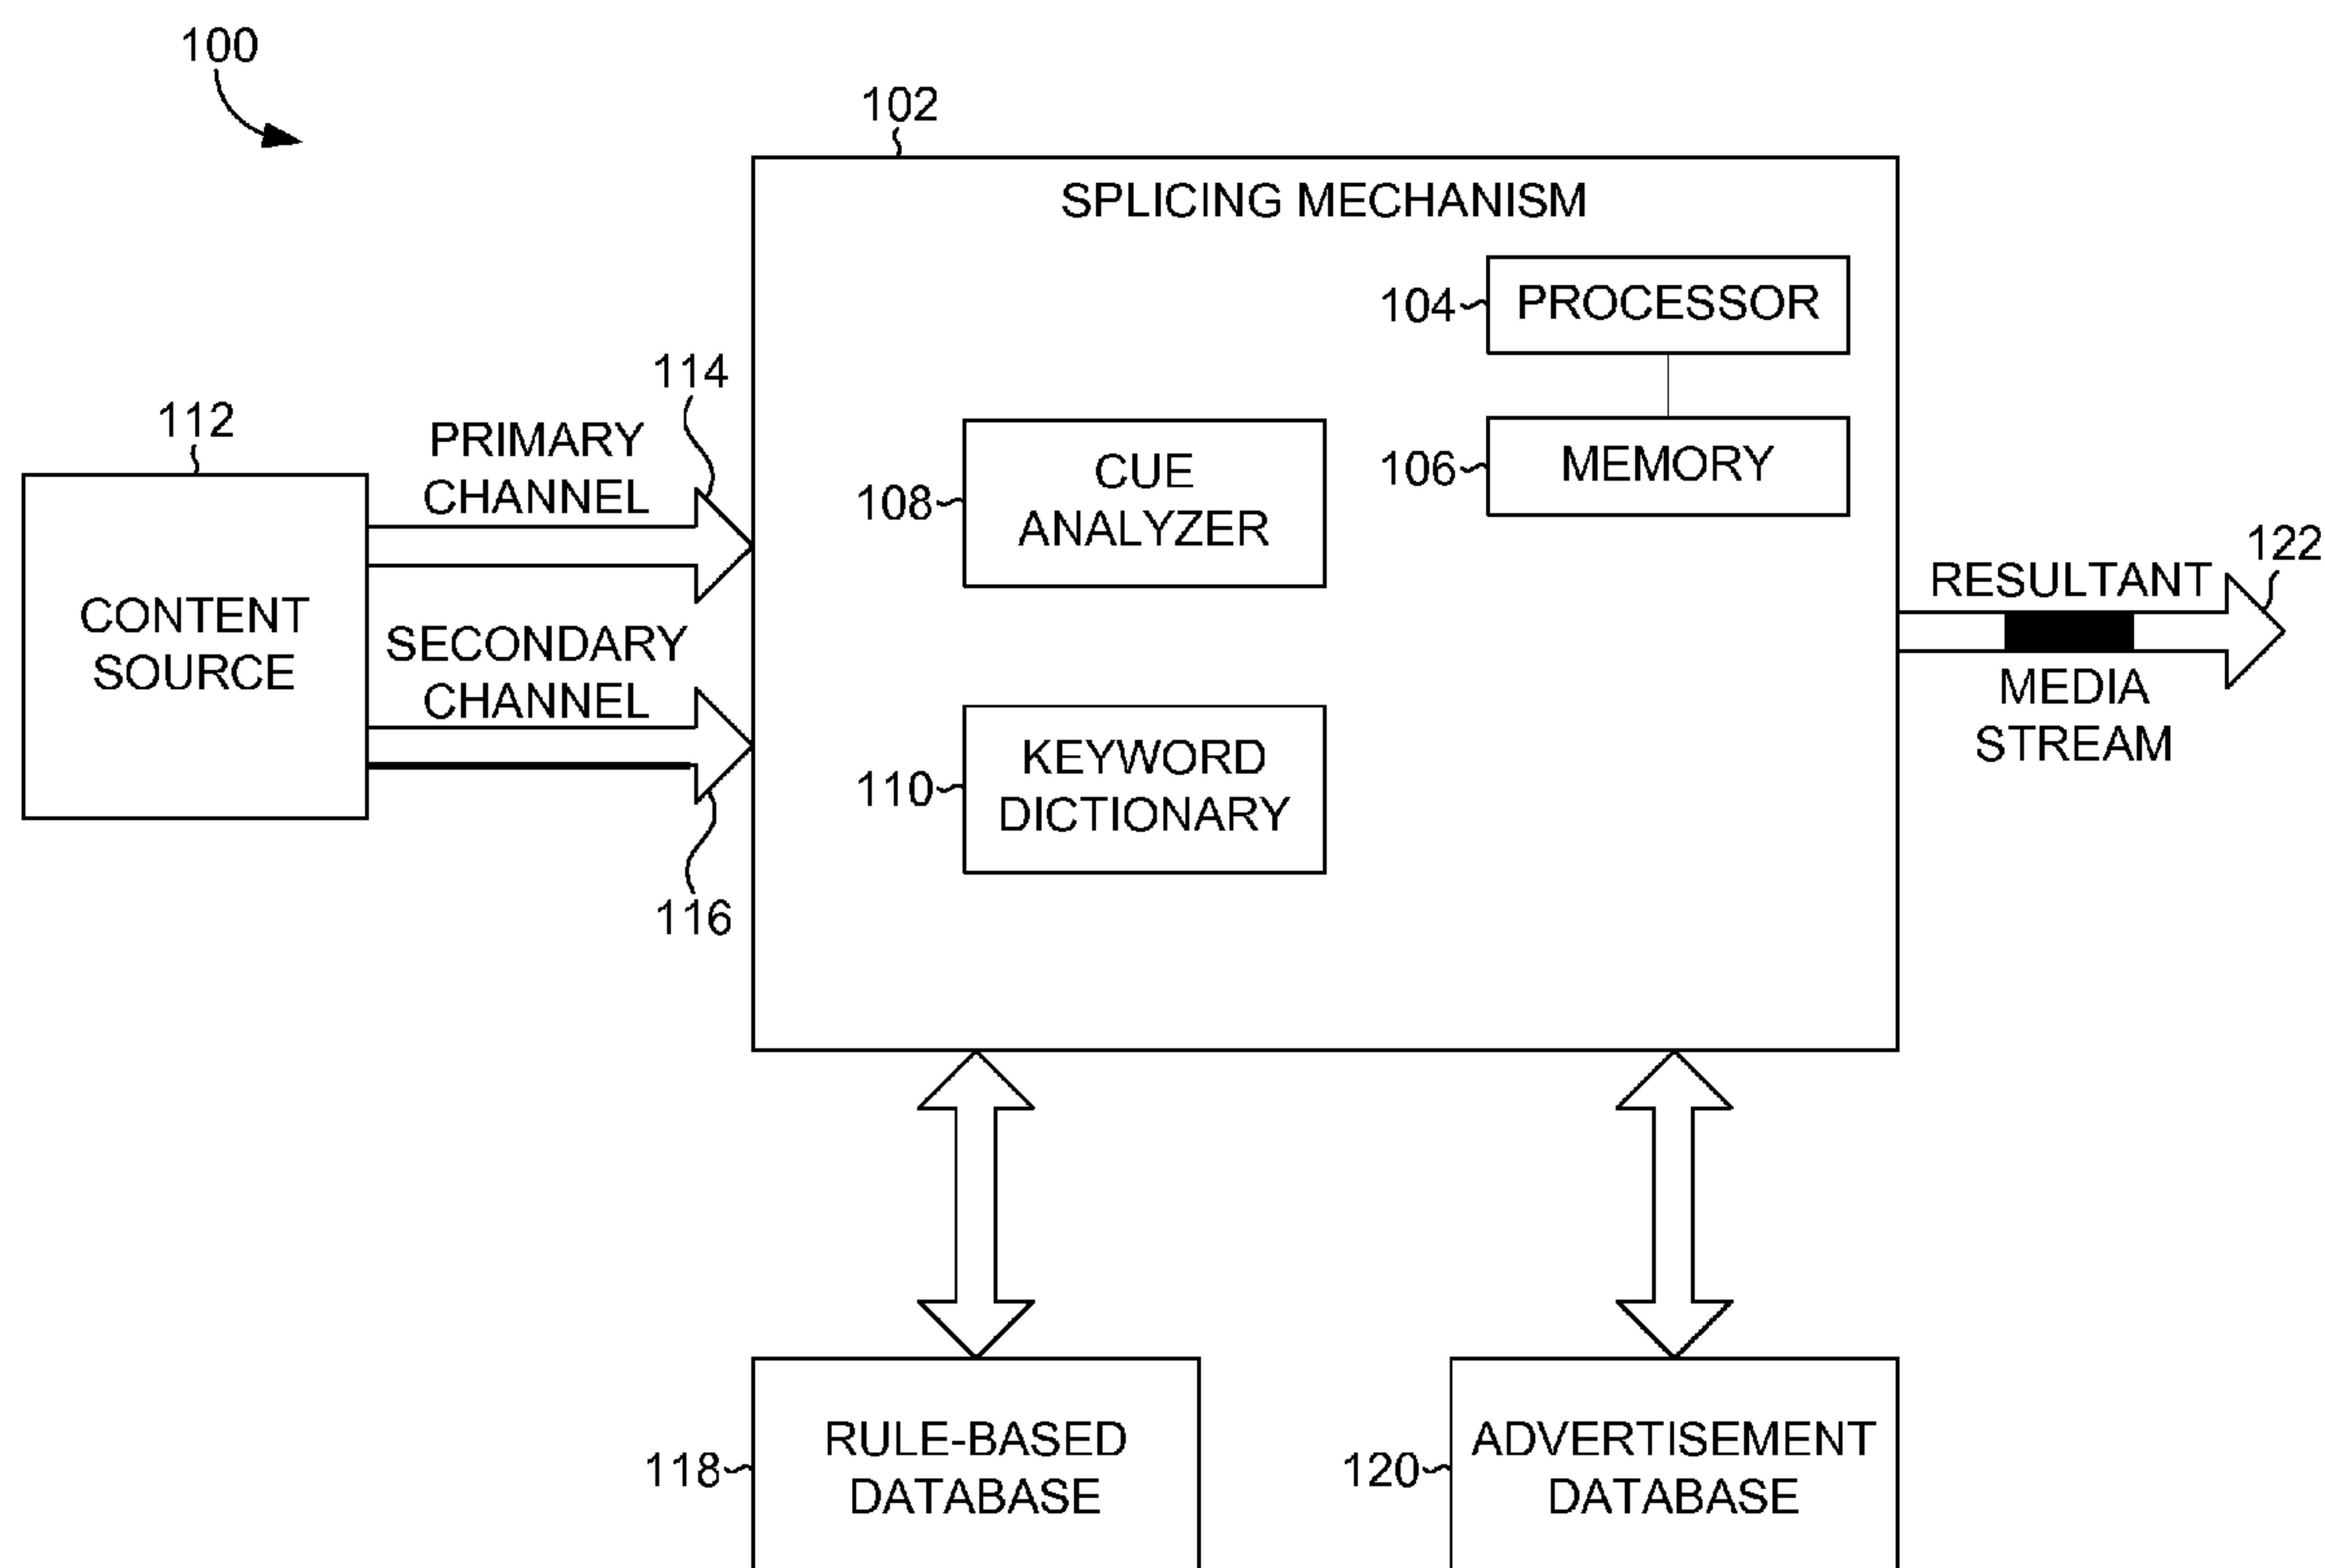 100
102
SPLICING MECHANISM
104
PROCESSOR
106
MEMORY
108
CUE
ANALYZER
110
KEYWORD
DICTIONARY
112
CONTENT
SOURCE
114
PRIMARY
CHANNEL
SECONDARY
CHANNEL
116
122
RESULTANT
MEDIA
STREAM
118
RULE-BASED
DATABASE
120
ADVERTISEMENT
DATABASE